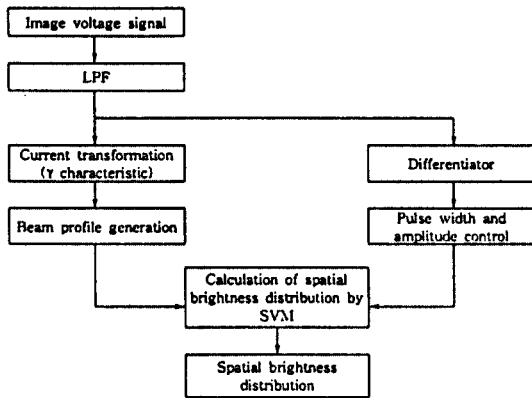 Image voltage signal
LPF
Current transformation
(γ characteristic)
Differentiator
Beam profile generation
Pulse width and
amplitude control
Calculation of spatial
brightness distribution by
SVM
Spatial brightness
distribution